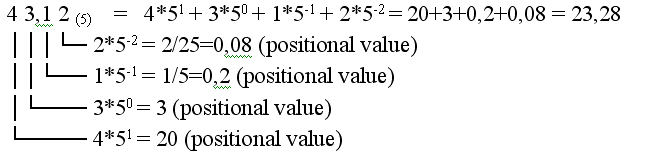 4 3,1 2 (5) = 4*5¹ + 3*5⁰ + 1*5⁻¹ + 2*5⁻² = 20+3+0,2+0,08 = 23,28
2*5⁻² = 2/25=0,08 (positional value)
1*5⁻¹ = 1/5=0,2 (positional value)
3*5⁰ = 3 (positional value)
4*5¹ = 20 (positional value)